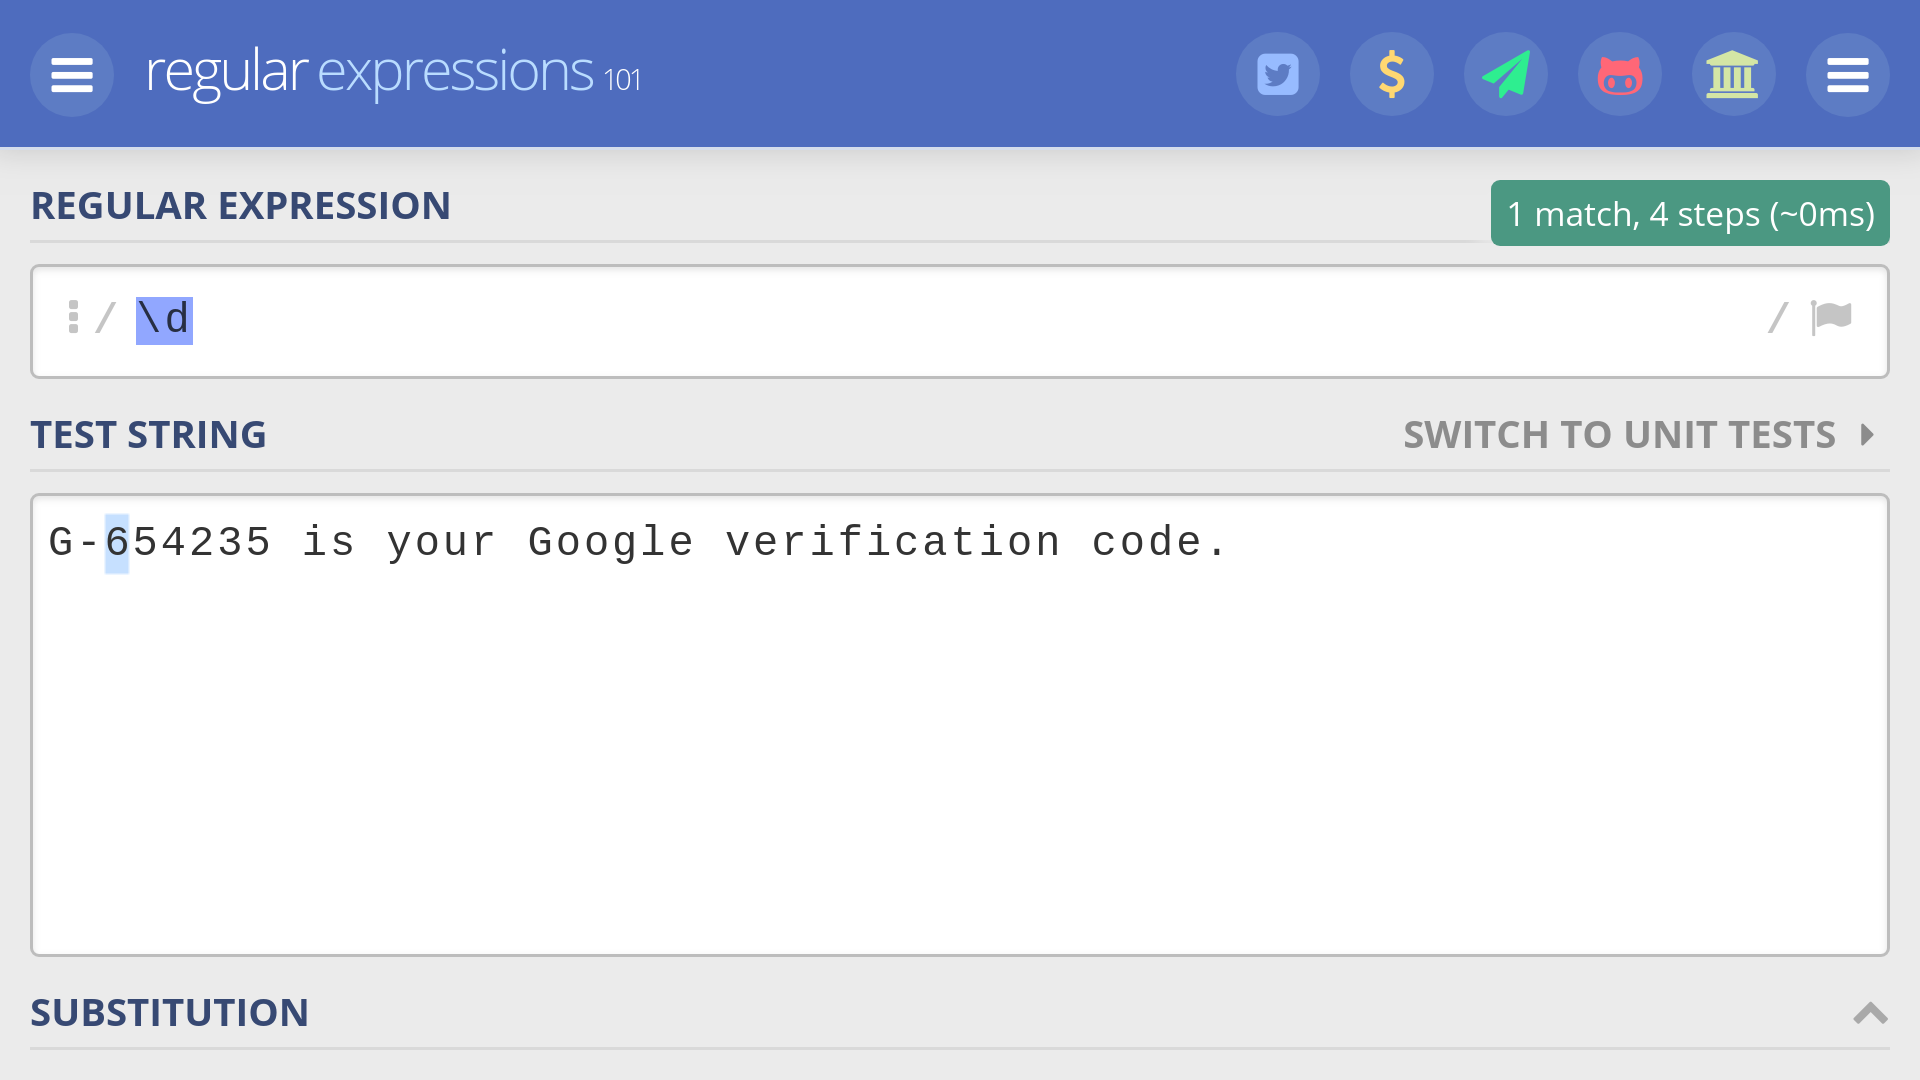 regular expressions 101
REGULAR EXPRESSION
1 match, 4 steps (~0ms)
/ \d /
TEST STRING
SWITCH TO UNIT TESTS
G-654235 is your Google verification code.
SUBSTITUTION